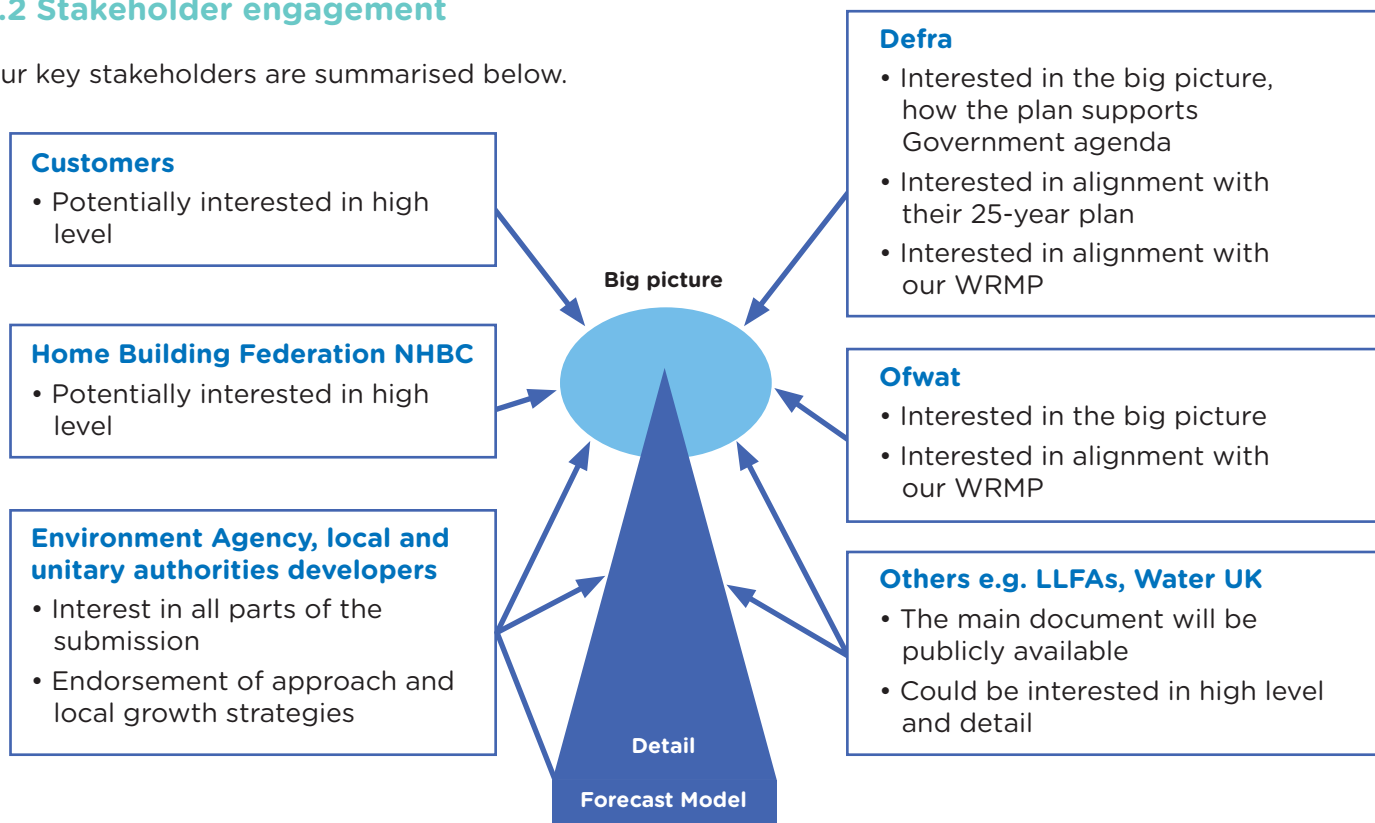 .2 Stakeholder engagement
ur key stakeholders are summarised below.
Customers
• Potentially interested in high
level
Home Building Federation NHBC
• Potentially interested in high
level
Environment Agency, local and
unitary authorities developers
• Interest in all parts of the
submission
• Endorsement of approach and
local growth strategies
Big picture
Detail
Forecast Model
Defra
• Interested in the big picture,
how the plan supports
Government agenda
• Interested in alignment with
their 25-year plan
• Interested in alignment with
our WRMP
Ofwat
• Interested in the big picture
• Interested in alignment with
our WRMP
Others e.g. LLFAs, Water UK
• The main document will be
publicly available
• Could be interested in high level
and detail